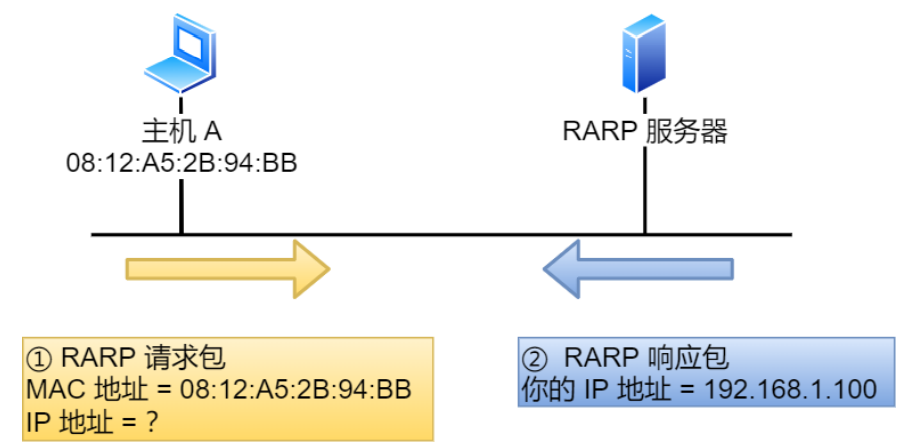 主机 A
08:12:A5:2B:94:BB
RARP 服务器
① RARP 请求包
MAC 地址 = 08:12:A5:2B:94:BB
IP 地址 = ?
② RARP 响应包
你的 IP 地址 = 192.168.1.100